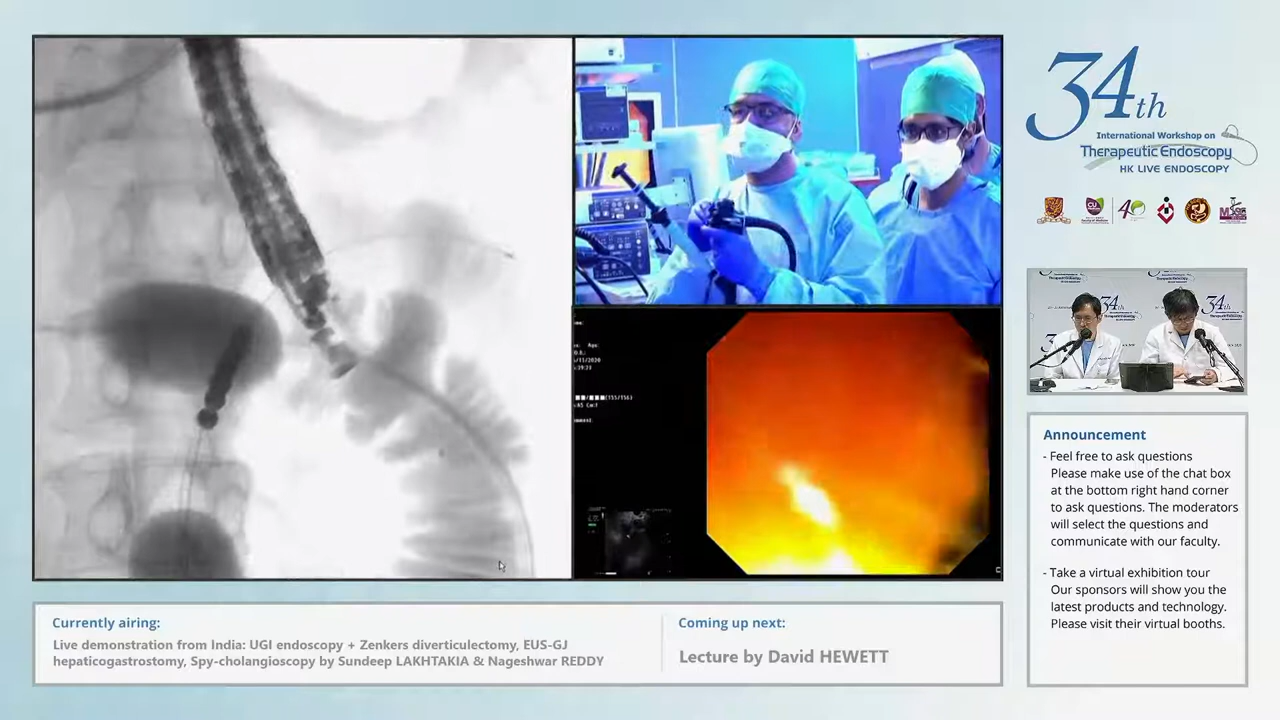 34th
International Workshop on
Therapeutic Endoscopy
HK LIVE ENDOSCOPY
34th
34th
Announcement
- Feel free to ask questions
Please make use of the chat box
at the bottom right hand corner
to ask questions. The moderators
will select the questions and
communicate with our faculty.
- Take a virtual exhibition tour
Our sponsors will show you the
latest products and technology.
Please visit their virtual booths.
Currently airing:
Live demonstration from India: UGI endoscopy + Zenkers diverticulectomy, EUS-GJ
hepaticogastrostomy, Spy-cholangioscopy by Sundeep LAKHTAKIA & Nageshwar REDDY
Coming up next:
Lecture by David HEWETT